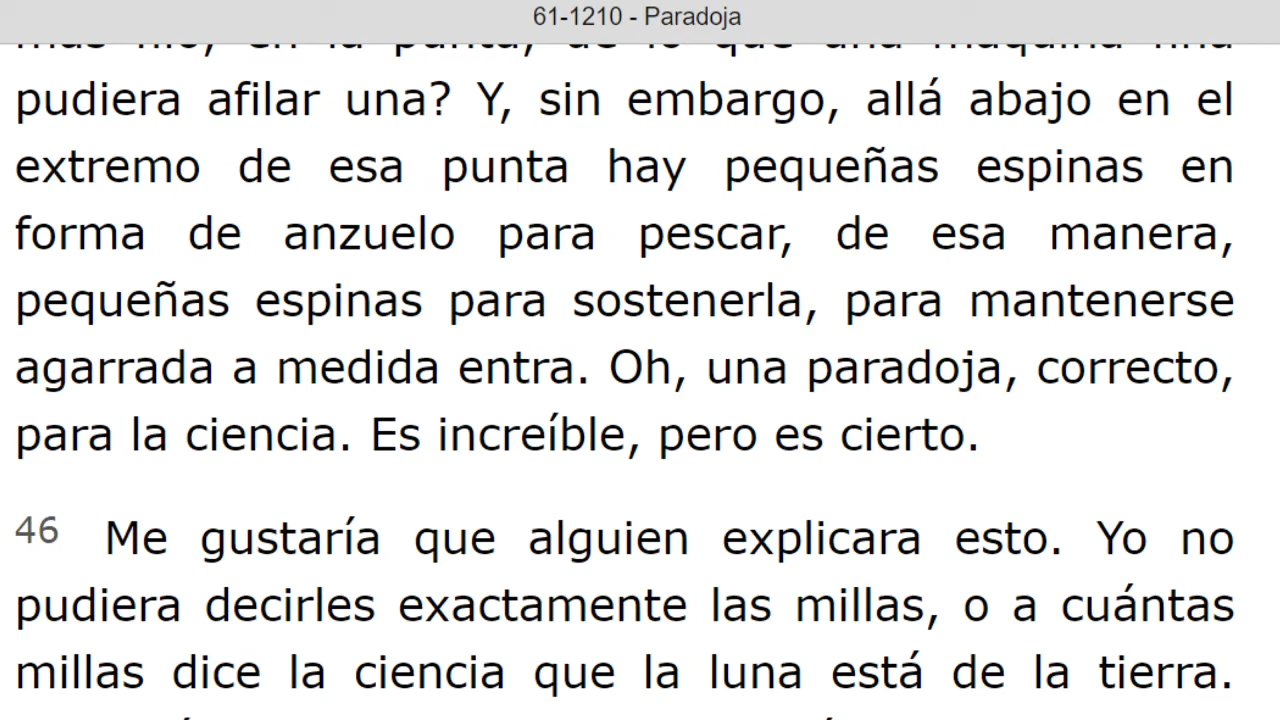 61-1210 - Paradoja
pudiera afilar una? Y, sin embargo, allá abajo en el
extremo de esa punta hay pequeñas espinas en
forma de anzuelo para pescar, de esa manera,
pequeñas espinas para sostenerla, para mantenerse
agarrada a medida entra. Oh, una paradoja, correcto,
para la ciencia. Es increíble, pero es cierto.
46 Me gustaría que alguien explicara esto. Yo no
pudiera decirles exactamente las millas, o a cuántas
millas dice la ciencia que la luna está de la tierra.